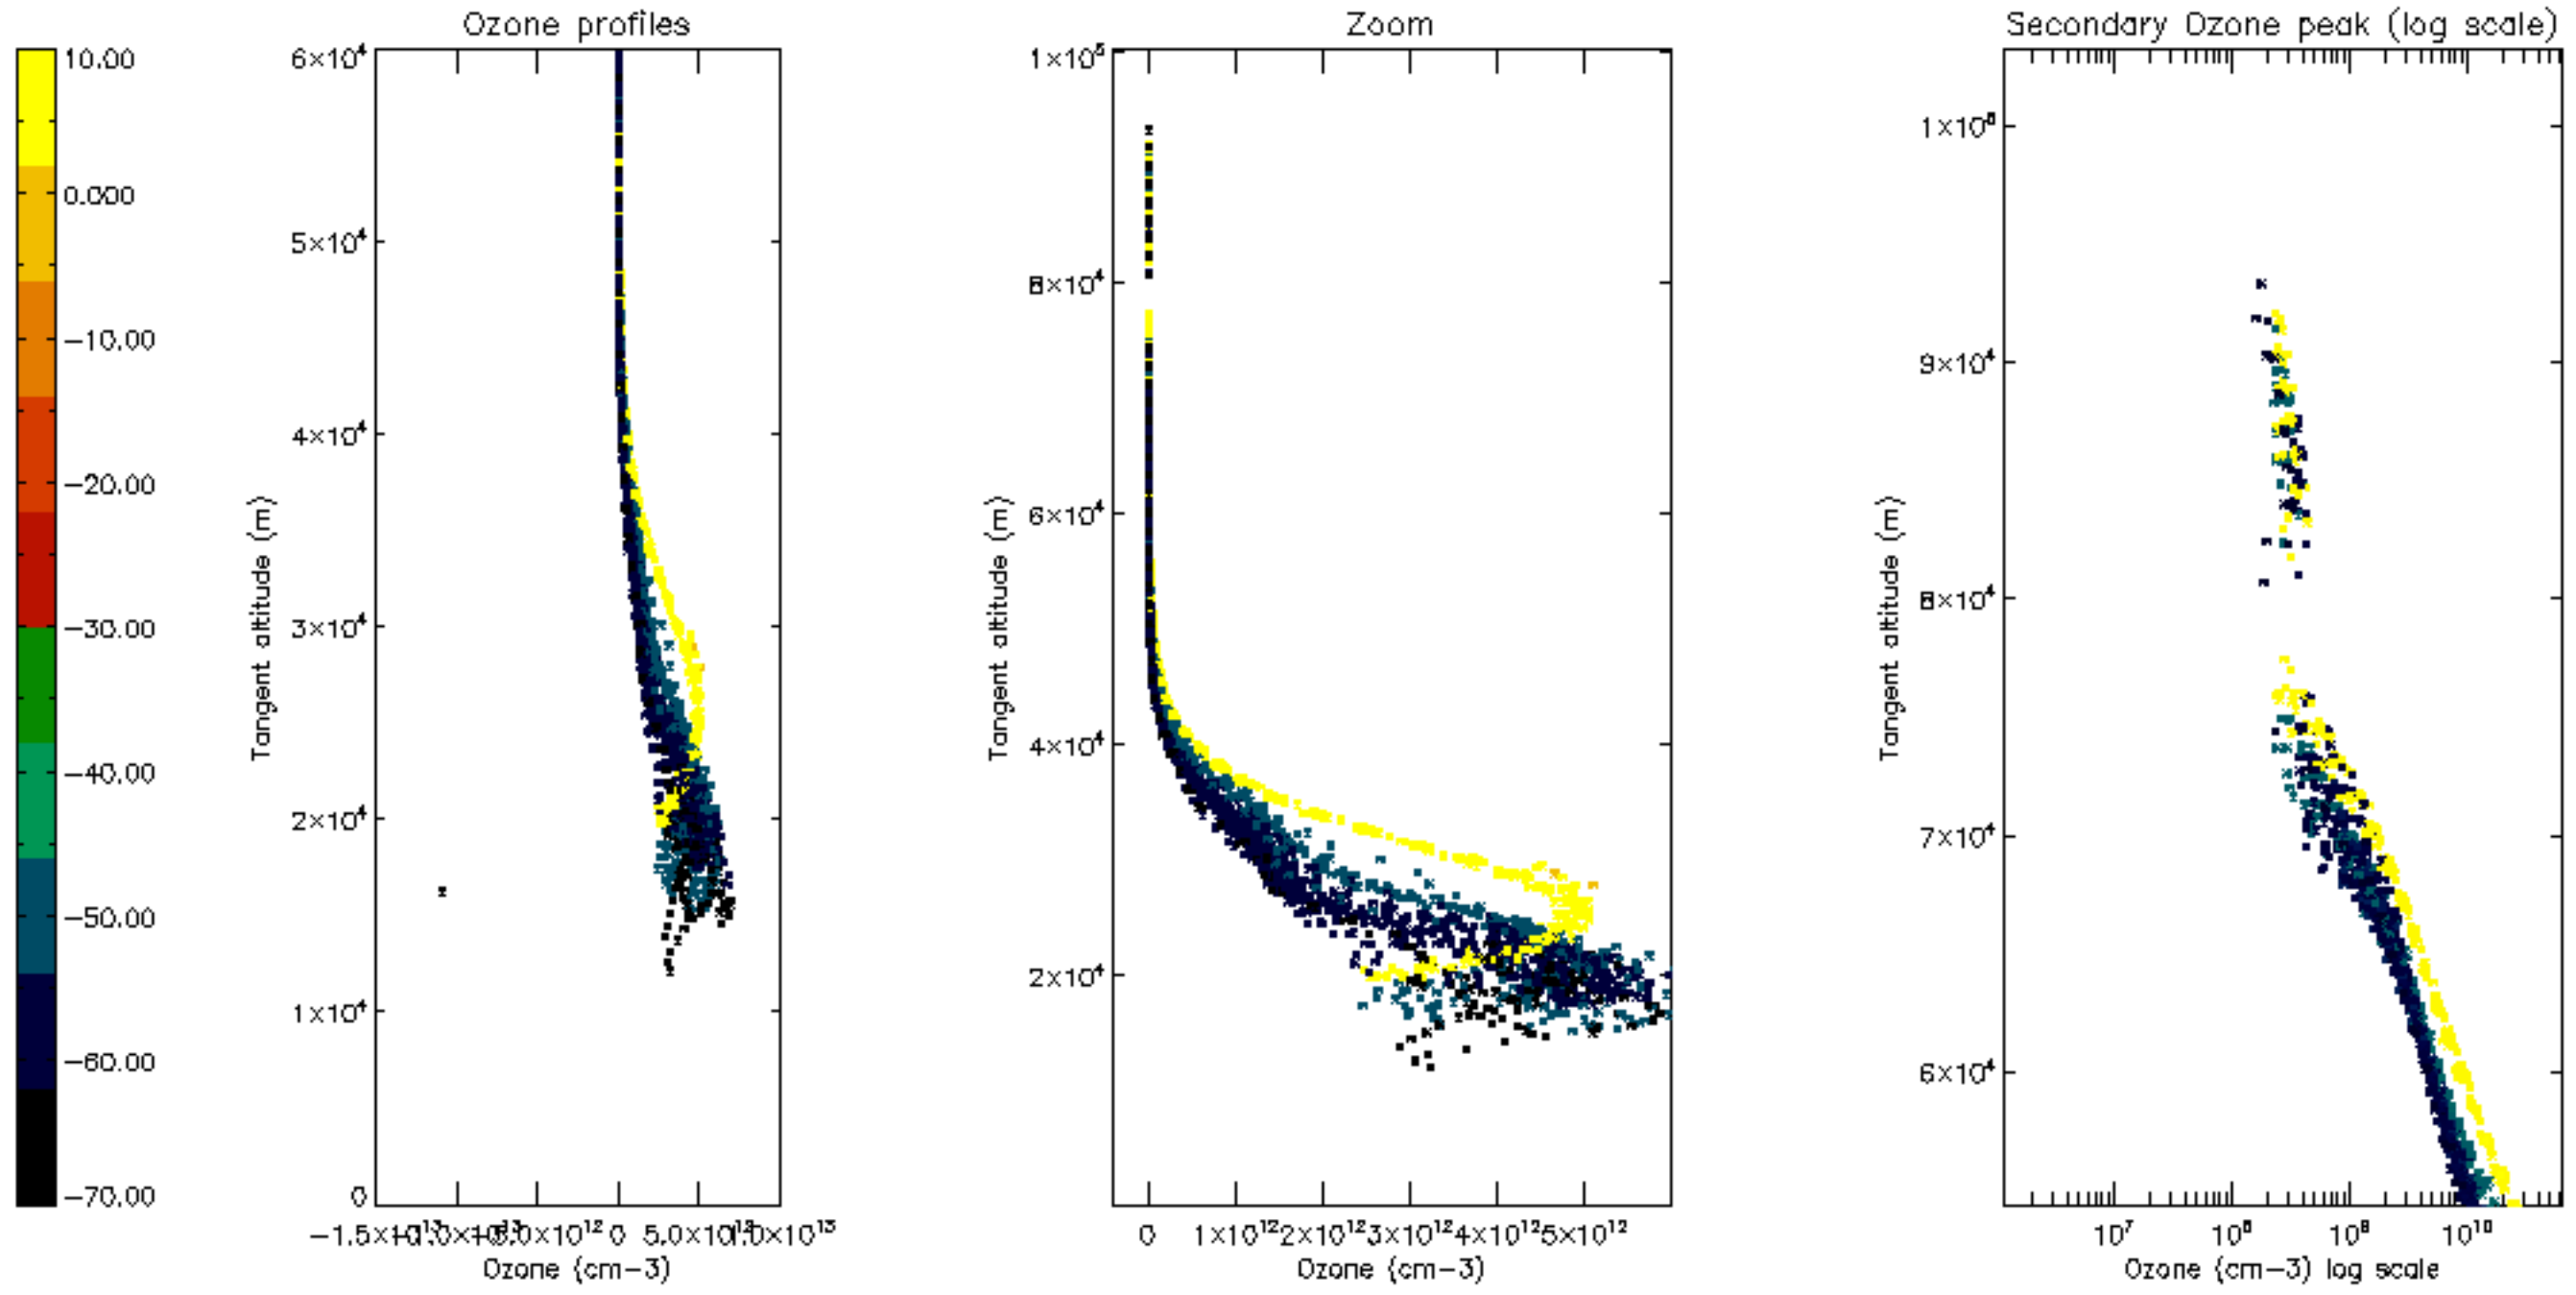 Ozone profiles
Zoom
Secondary Ozone peak (log scale)
10.00
0.00
−10.00
−20.00
−30.00
−40.00
−50.00
−60.00
−70.00
6×10⁴
5×10⁴
4×10⁴
3×10⁴
2×10⁴
1×10⁴
0
Tangent altitude (m)
5.0×10¹² 0
Ozone (cm−3)
1×10⁵
8×10⁴
6×10⁴
4×10⁴
2×10⁴
Tangent altitude (m)
0 1×10¹² 2×10¹² 3×10¹² 4×10¹² 5×10¹²
Ozone (cm−3)
1×10⁵
9×10⁴
8×10⁴
7×10⁴
6×10⁴
Tangent altitude (m)
10⁷ 10⁸ 10⁹ 10¹⁰
Ozone (cm−3) log scale